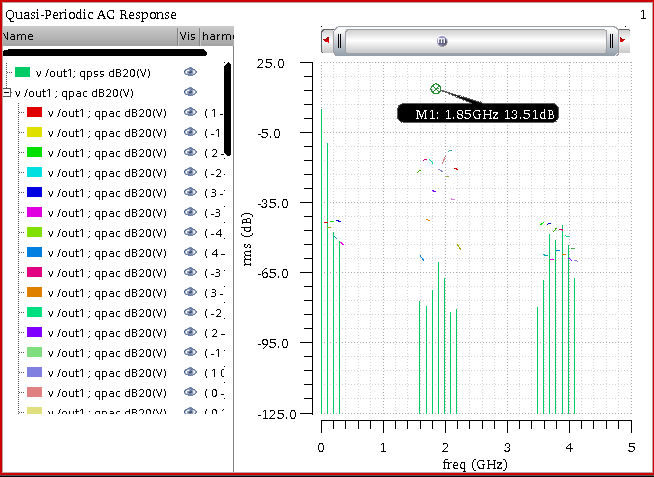 Quasi-Periodic AC Response
1
Name Vis harm
v /out1; qpss dB20(V)
v /out1 ; qpac dB20(V)
v /out1 ; qpac dB20(V) (1 -
v /out1 ; qpac dB20(V) ( -1
v /out1 ; qpac dB20(V) (2 -
v /out1 ; qpac dB20(V) ( -2
v /out1 ; qpac dB20(V) (3 -
v /out1 ; qpac dB20(V) ( -3
v /out1 ; qpac dB20(V) ( -4
v /out1 ; qpac dB20(V) ( 4 -
v /out1 ; qpac dB20(V) ( -3
v /out1 ; qpac dB20(V) ( 3 -
v /out1 ; qpac dB20(V) ( -2
v /out1 ; qpac dB20(V) ( 2 -
v /out1 ; qpac dB20(V) ( -1
v /out1 ; qpac dB20(V) ( 1 0
v /out1 ; qpac dB20(V) ( 0 -
v /out1 ; qpac dB20(V) ( 0
m
M1: 1.85GHz 13.51dB
rms (dB)
25.0
-5.0
-35.0
-65.0
-95.0
-125.0
0 1 2 3 4 5
freq (GHz)